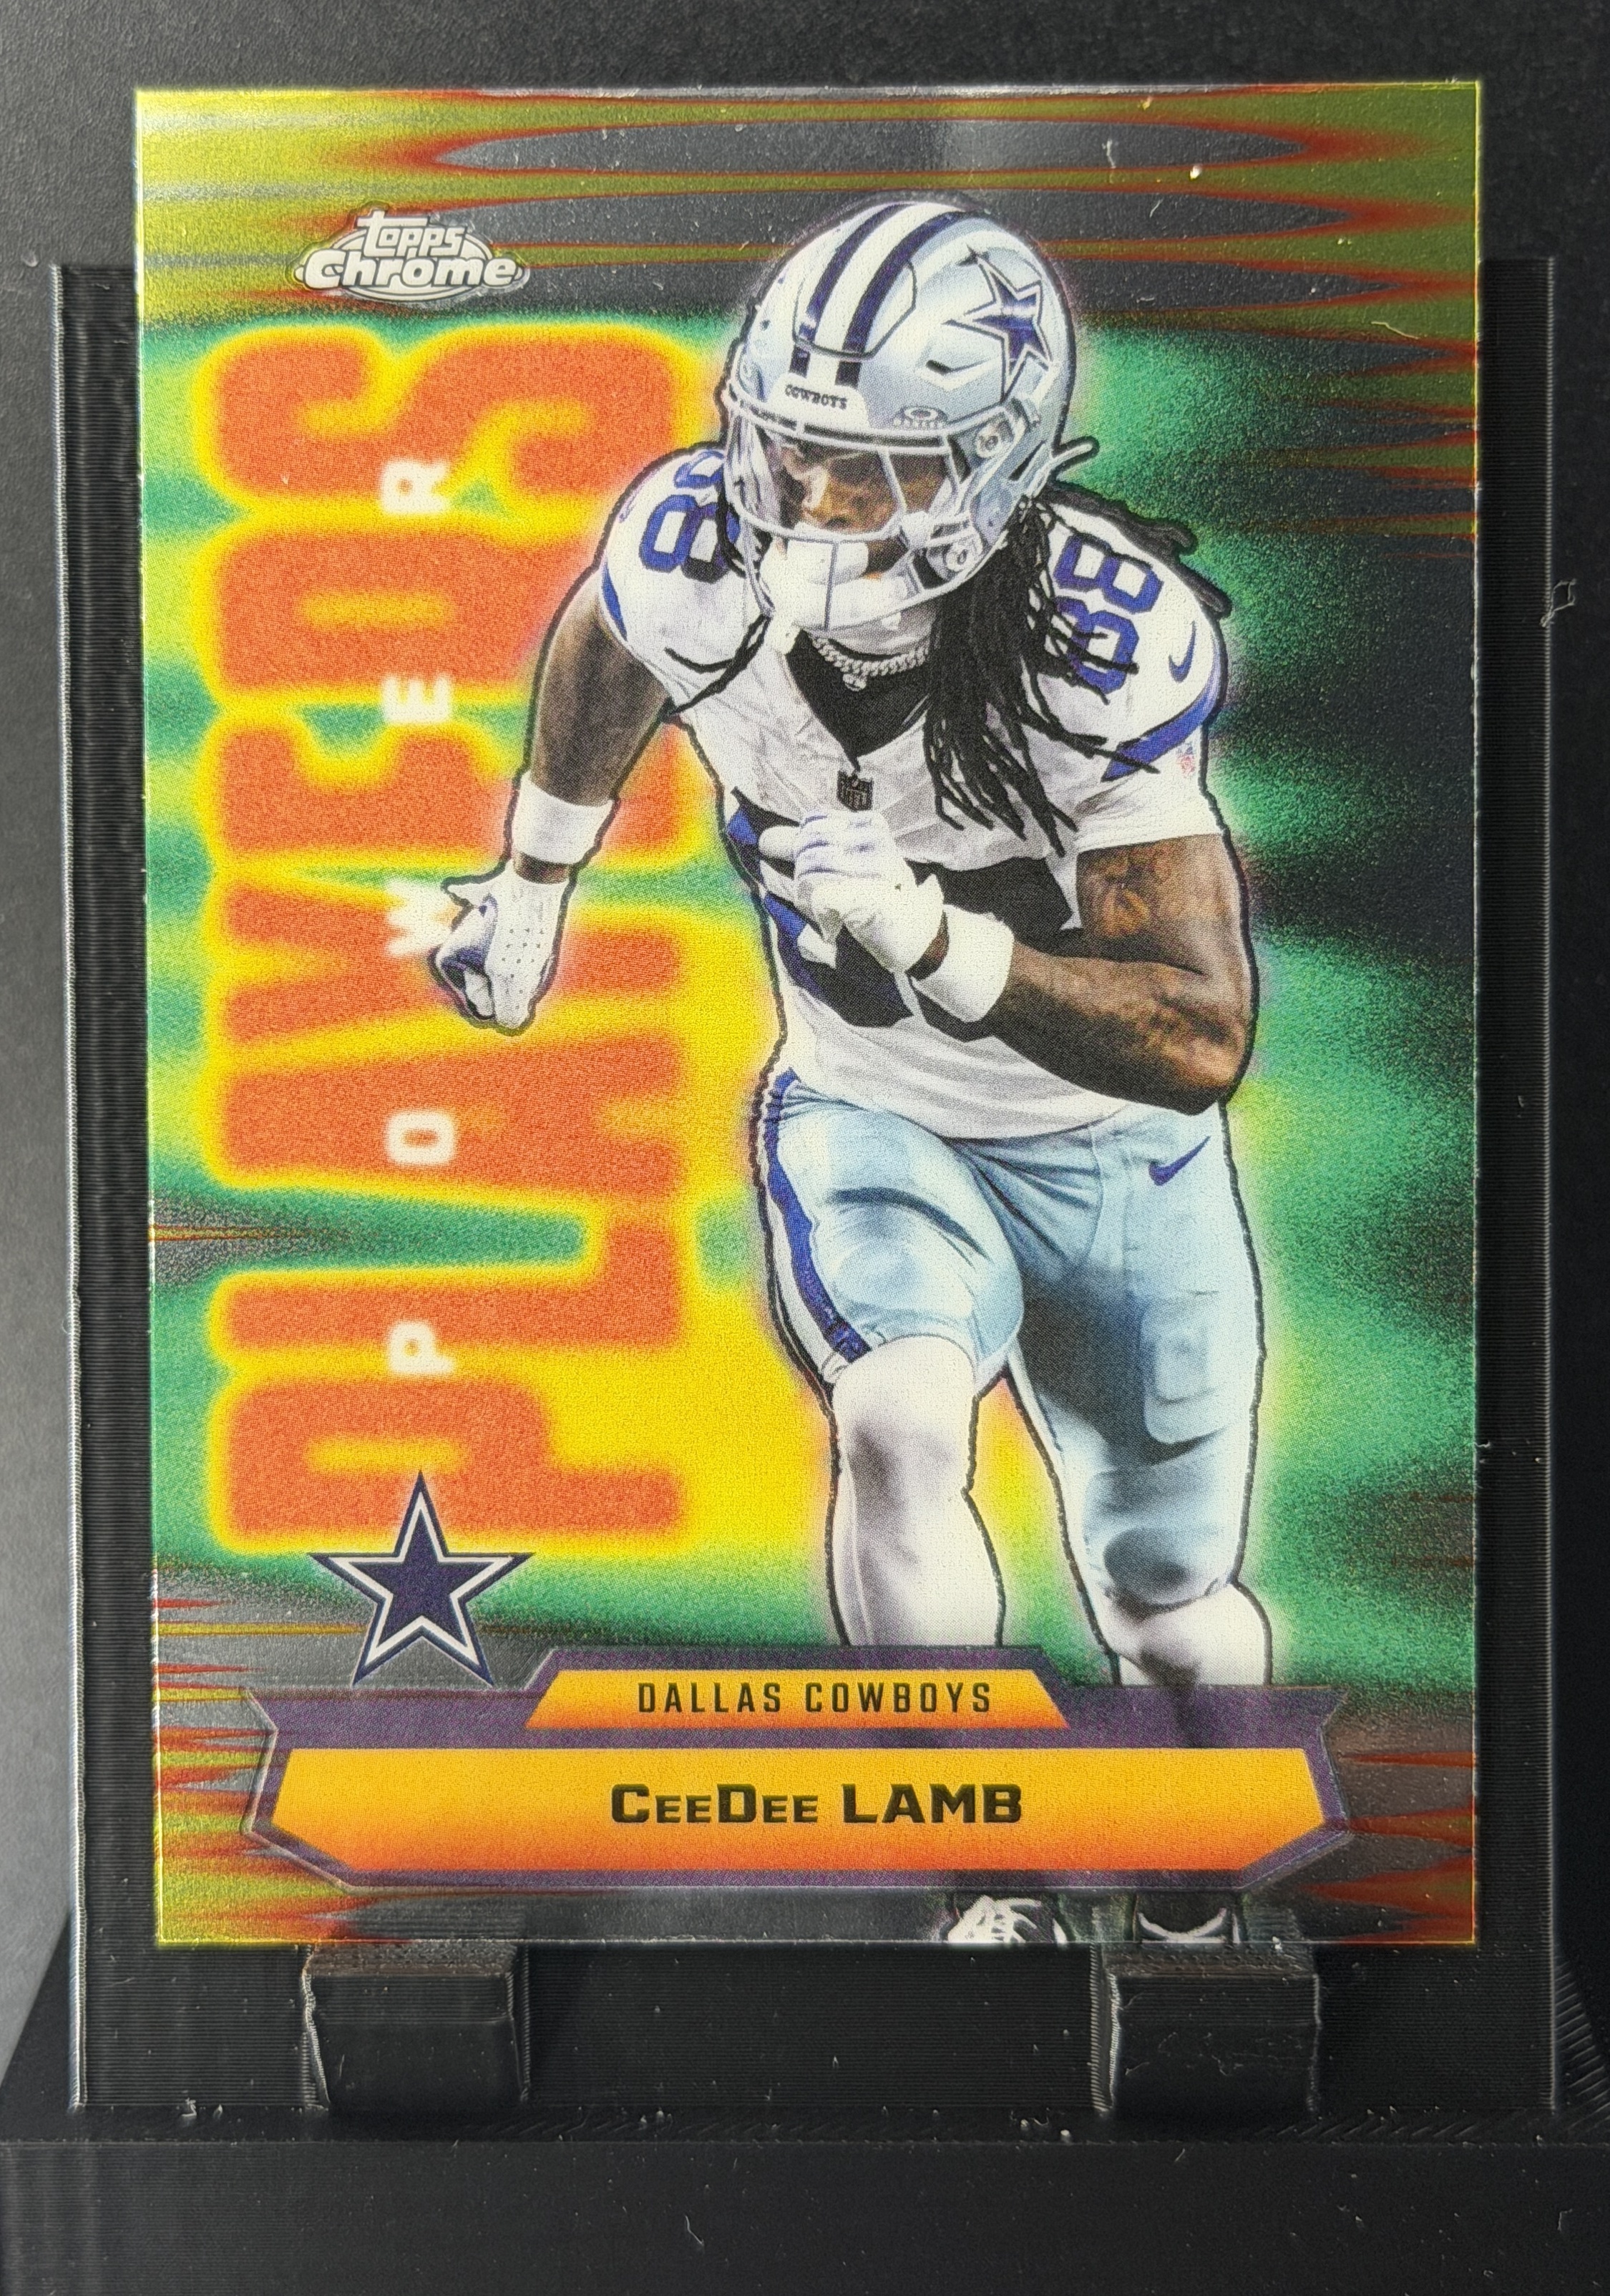 Topps
Chrome
POWER
PLAYERS
COWBOYS
88
88
DALLAS COWBOYS
CEEDEE LAMB